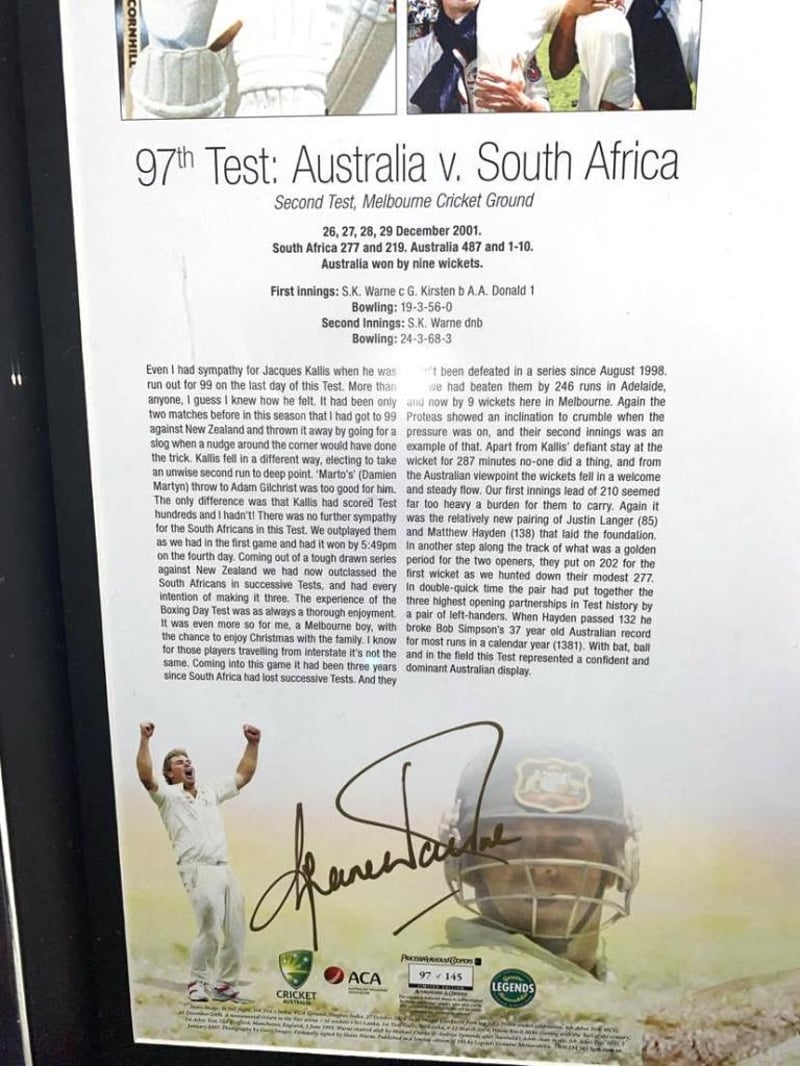 CORNHILL
97th Test: Australia v. South Africa
Second Test, Melbourne Cricket Ground
26, 27, 28, 29 December 2001.
South Africa 277 and 219. Australia 487 and 1-10.
Australia won by nine wickets.
First innings: S.K. Warne c G. Kirsten b A.A. Donald 1
Bowling: 19-3-56-0
Second Innings: S.K. Warne dnb
Bowling: 24-3-68-3
Even I had sympathy for Jacques Kallis when he was
run out for 99 on the last day of this Test. More than
anyone, I guess I knew how he felt. It had been only
two matches before in this season that I had got to 99
against New Zealand and thrown it away by going for a
slog when a nudge around the corner would have done
the trick. Kallis fell in a different way, electing to take
an unwise second run to deep point. 'Marto's' (Damien
Martyn) throw to Adam Gilchrist was too good for him.
The only difference was that Kallis had scored Test
hundreds and I hadn't! There was no further sympathy
for the South Africans in this Test. We outplayed them
as we had in the first game and had it won by 5:49pm
on the fourth day. Coming out of a tough drawn series
against New Zealand we had now outclassed the
South Africans in successive Tests, and had every
intention of making it three. The experience of the
Boxing Day Test was as always a thorough enjoyment.
It was even more so for me, a Melbourne boy, with
the chance to enjoy Christmas with the family. I know
for those players travelling from interstate it's not the
same. Coming into this game it had been three years
since South Africa had lost successive Tests. And they
't been defeated in a series since August 1998.
we had beaten them by 246 runs in Adelaide,
and now by 9 wickets here in Melbourne. Again the
Proteas showed an inclination to crumble when the
pressure was on, and their second innings was an
example of that. Apart from Kallis' defiant stay at the
wicket for 287 minutes no-one did a thing, and from
the Australian viewpoint the wickets fell in a welcome
and steady flow. Our first innings lead of 210 seemed
far too heavy a burden for them to carry. Again it
was the relatively new pairing of Justin Langer (85)
and Matthew Hayden (138) that laid the foundation.
In another step along the track of what was a golden
period for the two openers, they put on 202 for the
first wicket as we hunted down their modest 277.
In double-quick time the pair had put together the
three highest opening partnerships in Test history by
a pair of left-handers. When Hayden passed 132 he
broke Bob Simpson's 37 year old Australian record
for most runs in a calendar year (1381). With bat, ball
and in the field this Test represented a confident and
dominant Australian display.
Shane Warne
CRICKET
AUSTRALIA
ACA
PricewaterhouseCoopers
97 of 145
LIMITED EDITION
LEGENDS